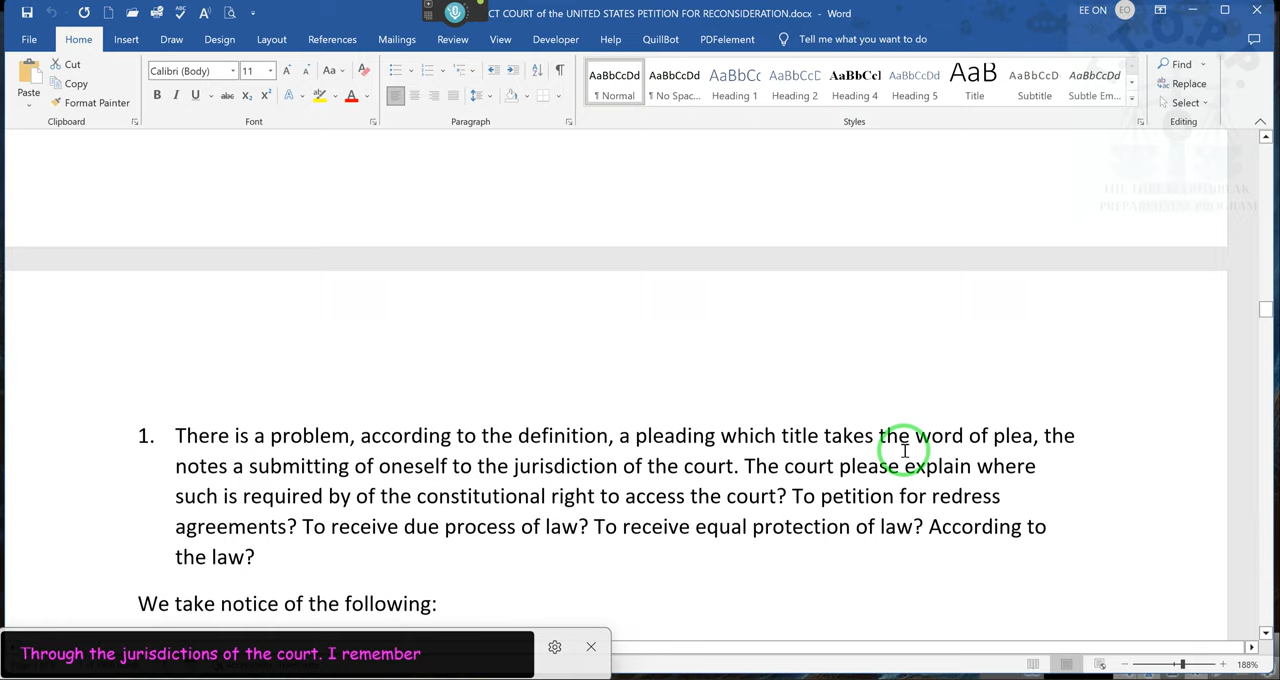 CT COURT of the UNITED STATES PETITION FOR RECONSIDERATION.docx - Word
EE ON
EO
File Home Insert Draw Design Layout References Mailings Review View Developer Help QuillBot PDFelement Tell me what you want to do
Paste
Cut
Copy
Format Painter
Clipboard
Calibri (Body) 11
Font
Paragraph
AaBbCcDd AaBbCcDd AaBbCc AaBbCcD AaBbCcl AaBbCcDd AaB AaBbCcD AaBbCcDd
¶ Normal ¶ No Spac... Heading 1 Heading 2 Heading 4 Heading 5 Title Subtitle Subtle Em...
Styles
Find
Replace
Select
Editing
T.O.P.P
PREPAREDNESS PROGRAM
1. There is a problem, according to the definition, a pleading which title takes the word of plea, the
notes a submitting of oneself to the jurisdiction of the court. The court please explain where
such is required by of the constitutional right to access the court? To petition for redress
agreements? To receive due process of law? To receive equal protection of law? According to
the law?
We take notice of the following:
Through the jurisdictions of the court. I remember
188%